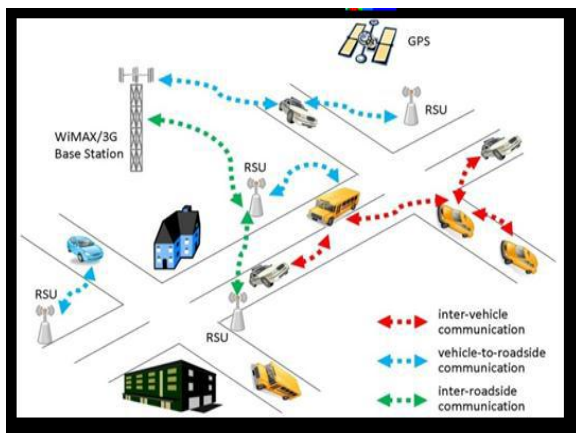 GPS
WiMAX/3G
Base Station
RSU
RSU
RSU
RSU
inter-vehicle
communication
vehicle-to-roadside
communication
inter-roadside
communication